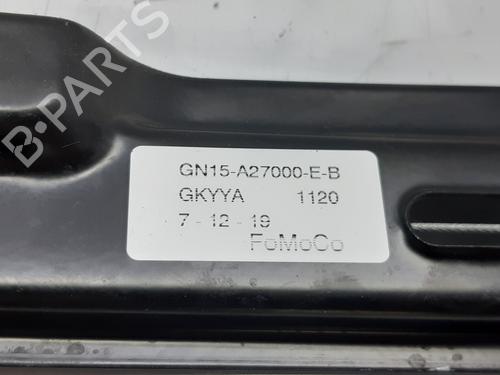 B-PARTS
GN15-A27000-E-B
GKYYA 1120
7 - 12 - 19
FoMoCo